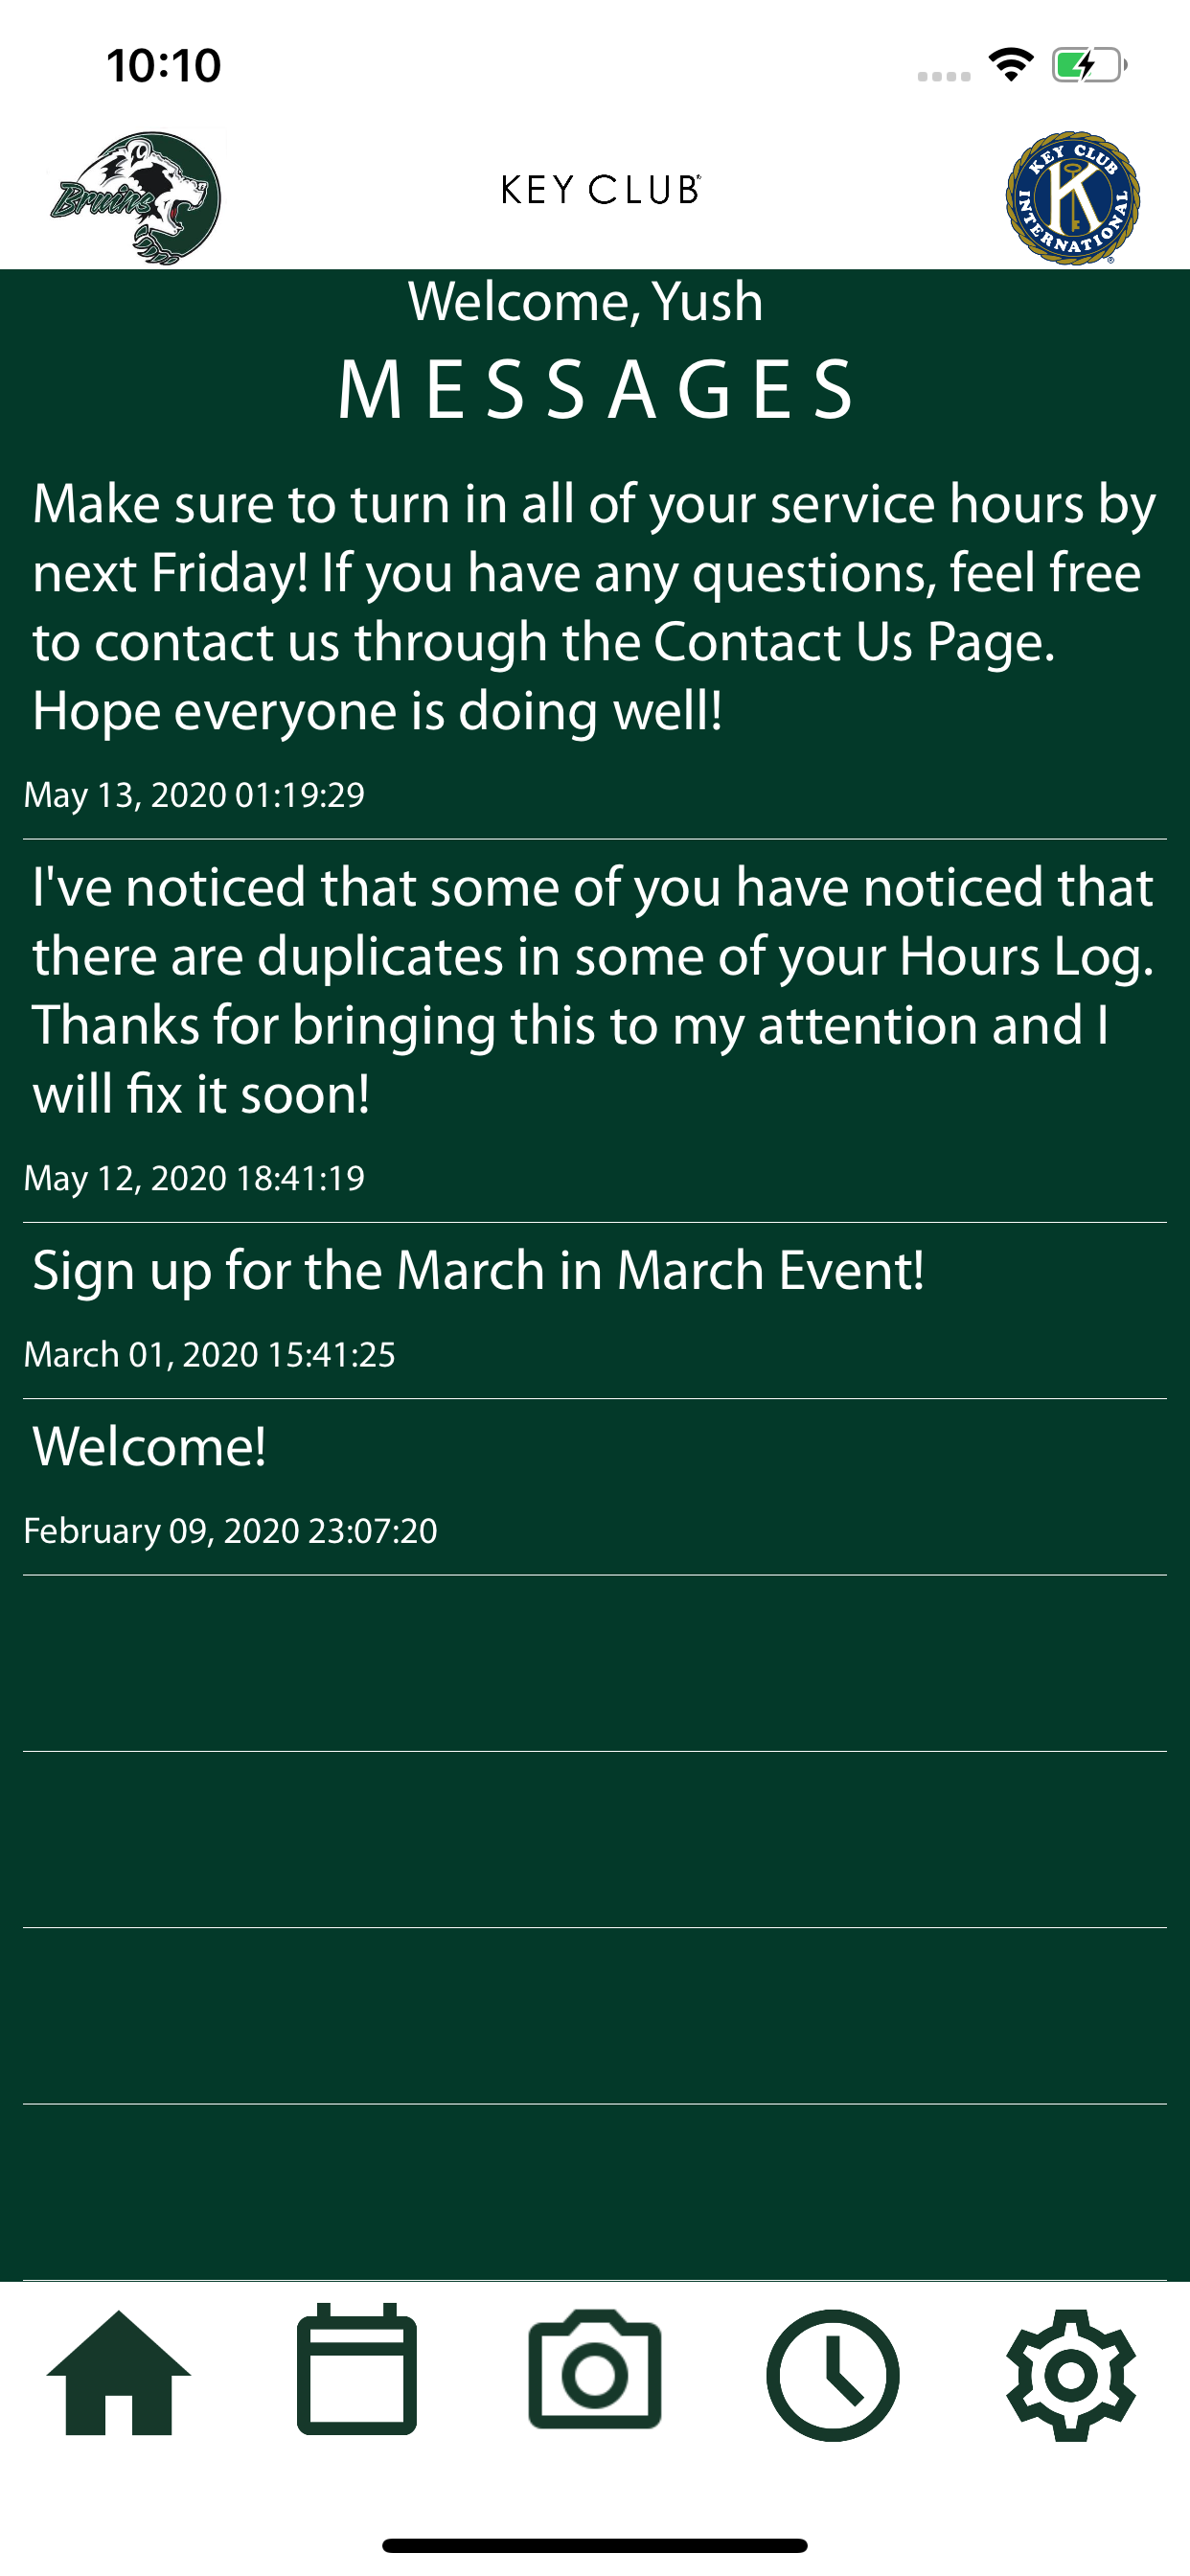 10:10
Bruins
KEY CLUB®
KEY CLUB
K
INTERNATIONAL
®
Welcome, Yush
MESSAGES
Make sure to turn in all of your service hours by
next Friday! If you have any questions, feel free
to contact us through the Contact Us Page.
Hope everyone is doing well!
May 13, 2020 01:19:29
I've noticed that some of you have noticed that
there are duplicates in some of your Hours Log.
Thanks for bringing this to my attention and I
will fix it soon!
May 12, 2020 18:41:19
Sign up for the March in March Event!
March 01, 2020 15:41:25
Welcome!
February 09, 2020 23:07:20